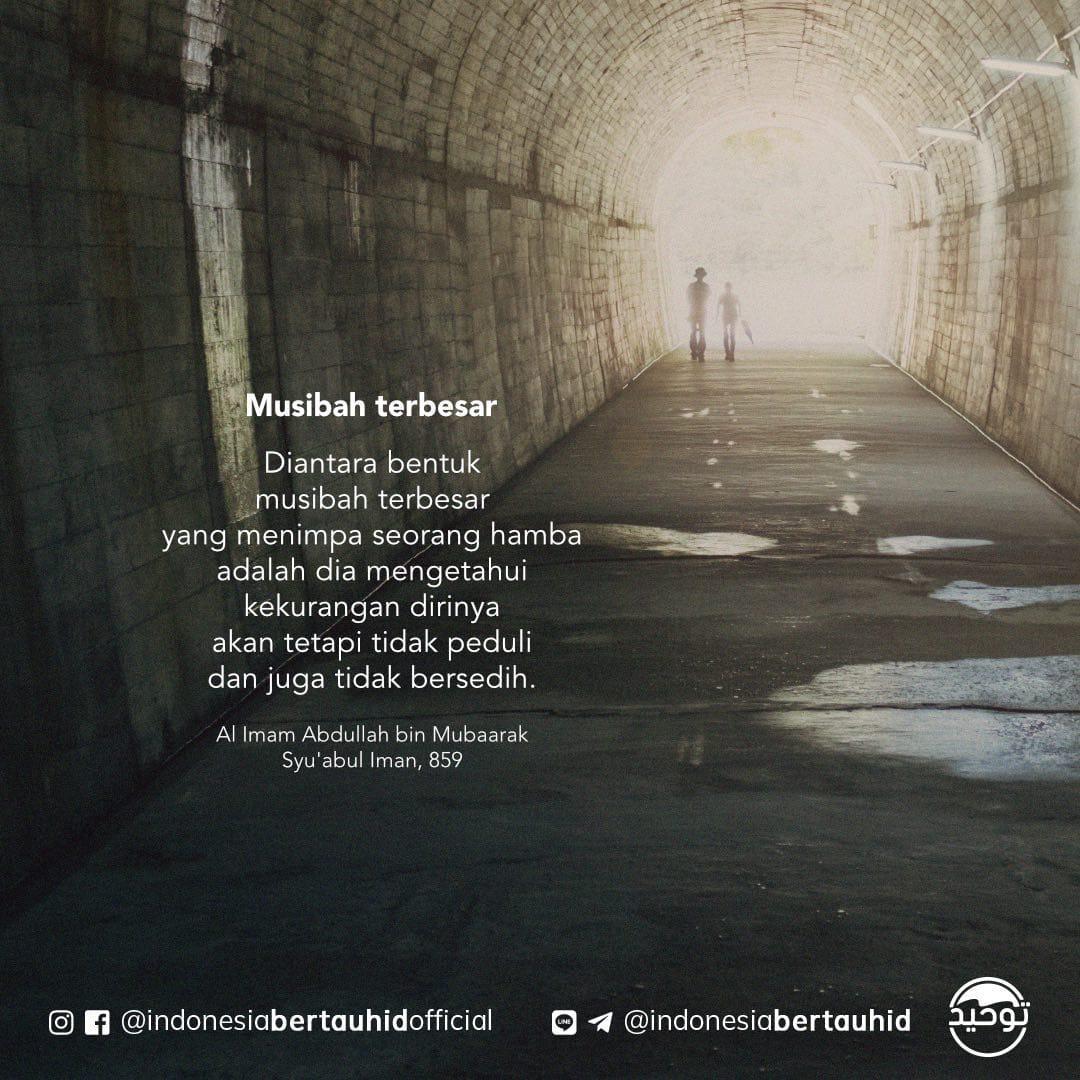 Musibah terbesar
Diantara bentuk
musibah terbesar
yang menimpa seorang hamba
adalah dia mengetahui
kekurangan dirinya
akan tetapi tidak peduli
dan juga tidak bersedih.
Al Imam Abdullah bin Mubaarak
Syu'abul Iman, 859
@indonesiabertauhidofficial
LINE @indonesiabertauhid
توحيد